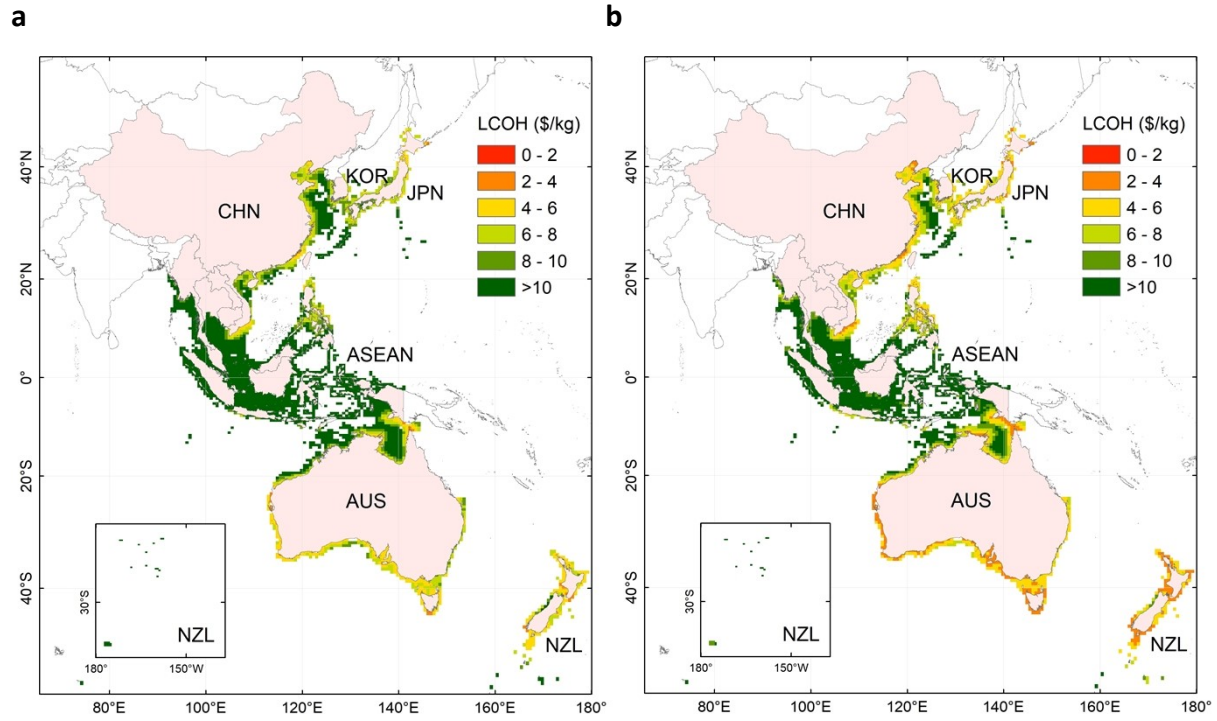 a
LCOH ($/kg)
0 - 2
2 - 4
4 - 6
6 - 8
8 - 10
>10
40°N
20°N
0°
20°S
40°S
CHN
KOR
JPN
ASEAN
AUS
NZL
30°S
NZL
180°
150°W
80°E
100°E
120°E
140°E
160°E
180°
b
LCOH ($/kg)
0 - 2
2 - 4
4 - 6
6 - 8
8 - 10
>10
40°N
20°N
0°
20°S
40°S
CHN
KOR
JPN
ASEAN
AUS
NZL
30°S
NZL
180°
150°W
80°E
100°E
120°E
140°E
160°E
180°